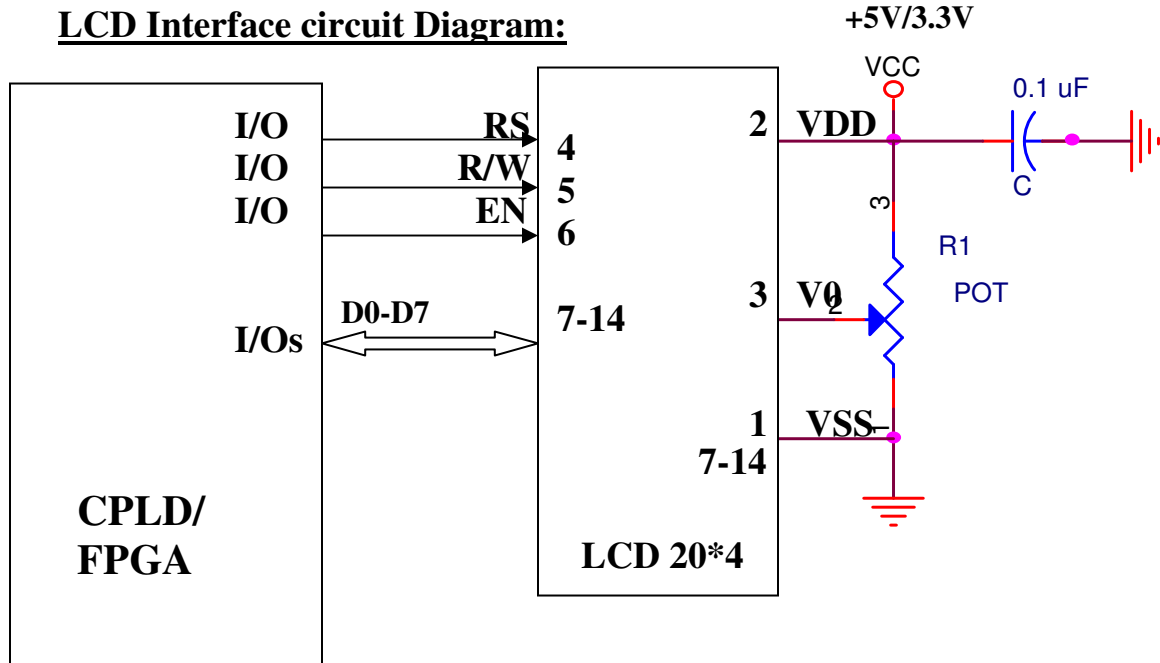 LCD Interface circuit Diagram:
+5V/3.3V
VCC
0.1 uF
C
I/O RS 4
I/O R/W 5
I/O EN 6
I/Os D0-D7 7-14
2 VDD
3
R1
POT
3 V0 2
1 VSS 1
7-14
CPLD/
FPGA
LCD 20*4